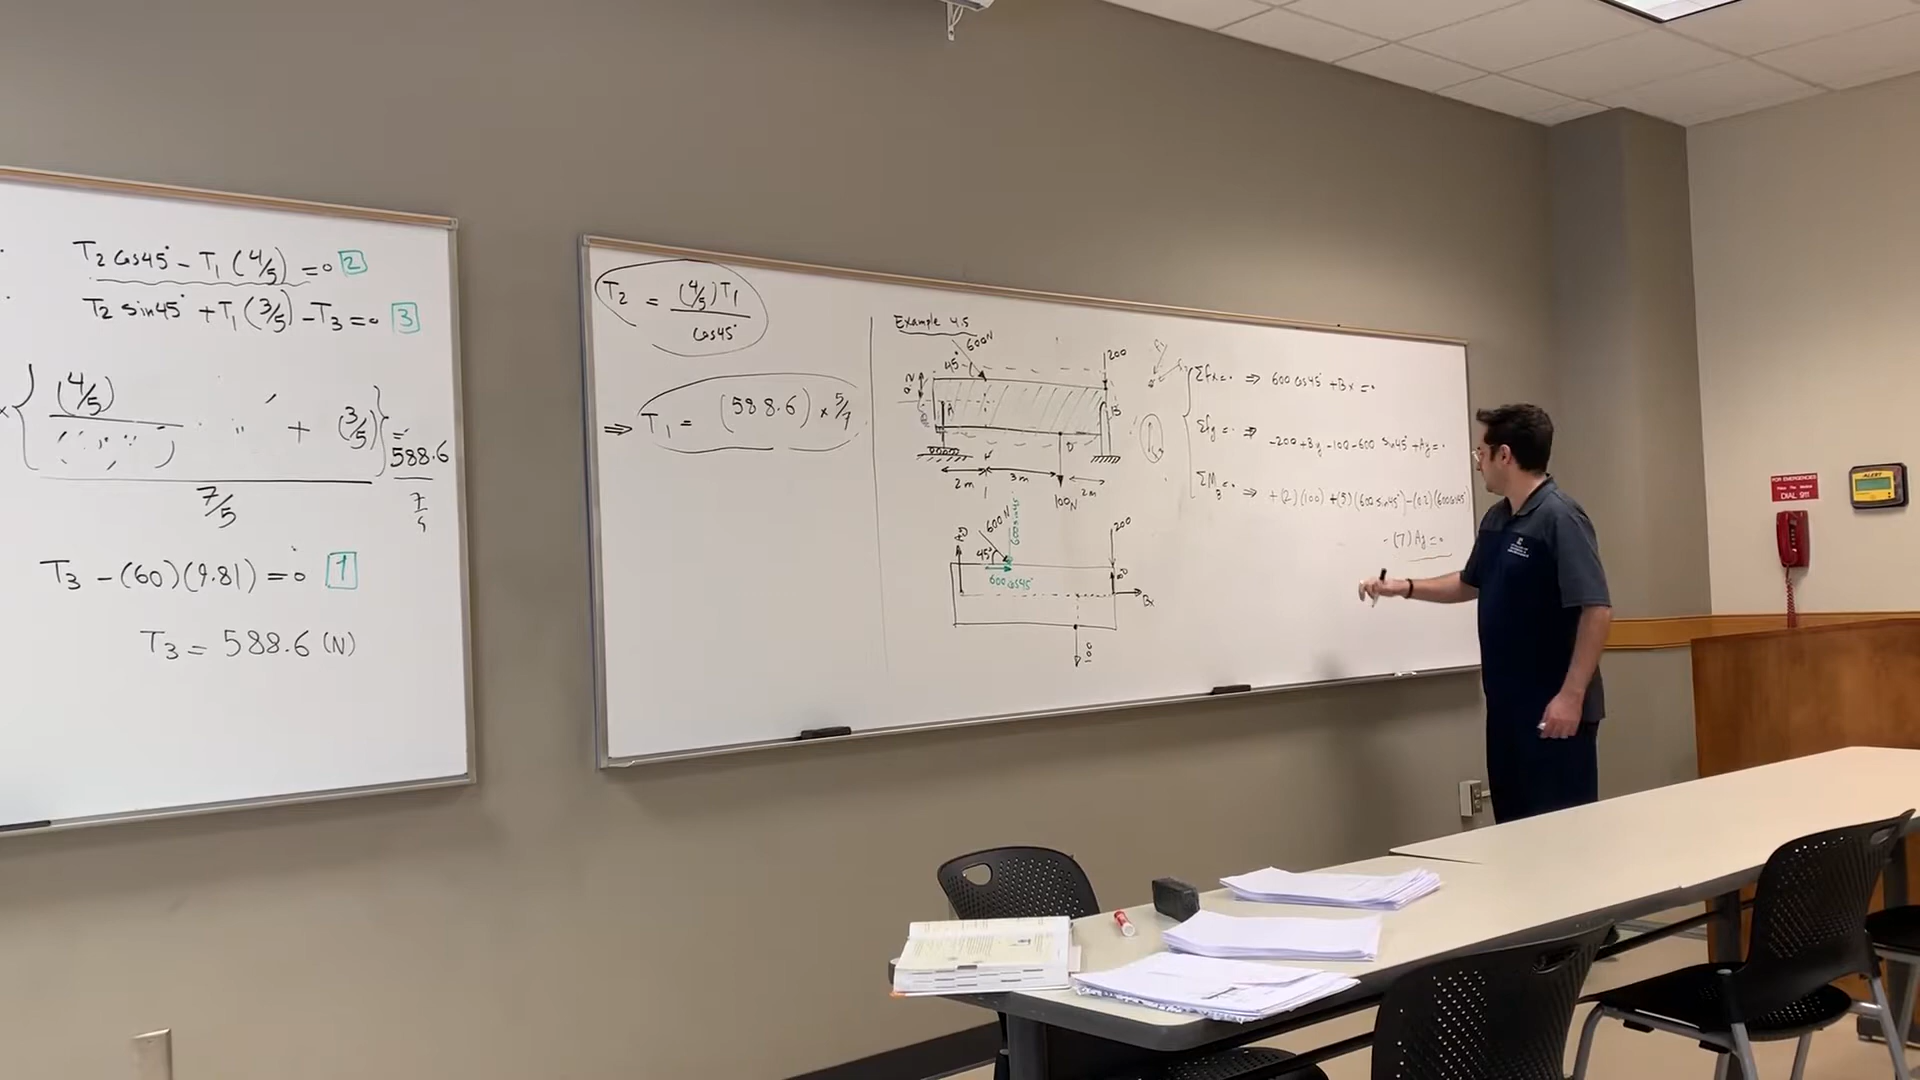 T2 cos45° - T1 (4/5) = 0 2
T2 sin45° + T1 (3/5) - T3 = 0 3
(4/5)
+ (3/5)
7/5
= 588.6
T3 - (60)(9.81) = 0 1
T3 = 588.6 (N)
T2 = (4/5) T1
cos45°
⇒ T1 = (588.6) × 5/7
Example 4.5
600N
45°
200
A
B
D
2m
3m
2m
100N
Ay
600 N
600 sin45°
45°
600 cos45°
200
Bx
100
ΣFx=0 ⇒ 600 cos45° + Bx = 0
ΣFy=0 ⇒ -200 + By - 100 - 600 sin45° + Ay = 0
ΣMB=0 ⇒ +(2)(100) + (5)(600 sin45°) - (0.2)(600 cos45°)
- (7) Ay = 0
FOR EMERGENCIES
DIAL 911
ALERT